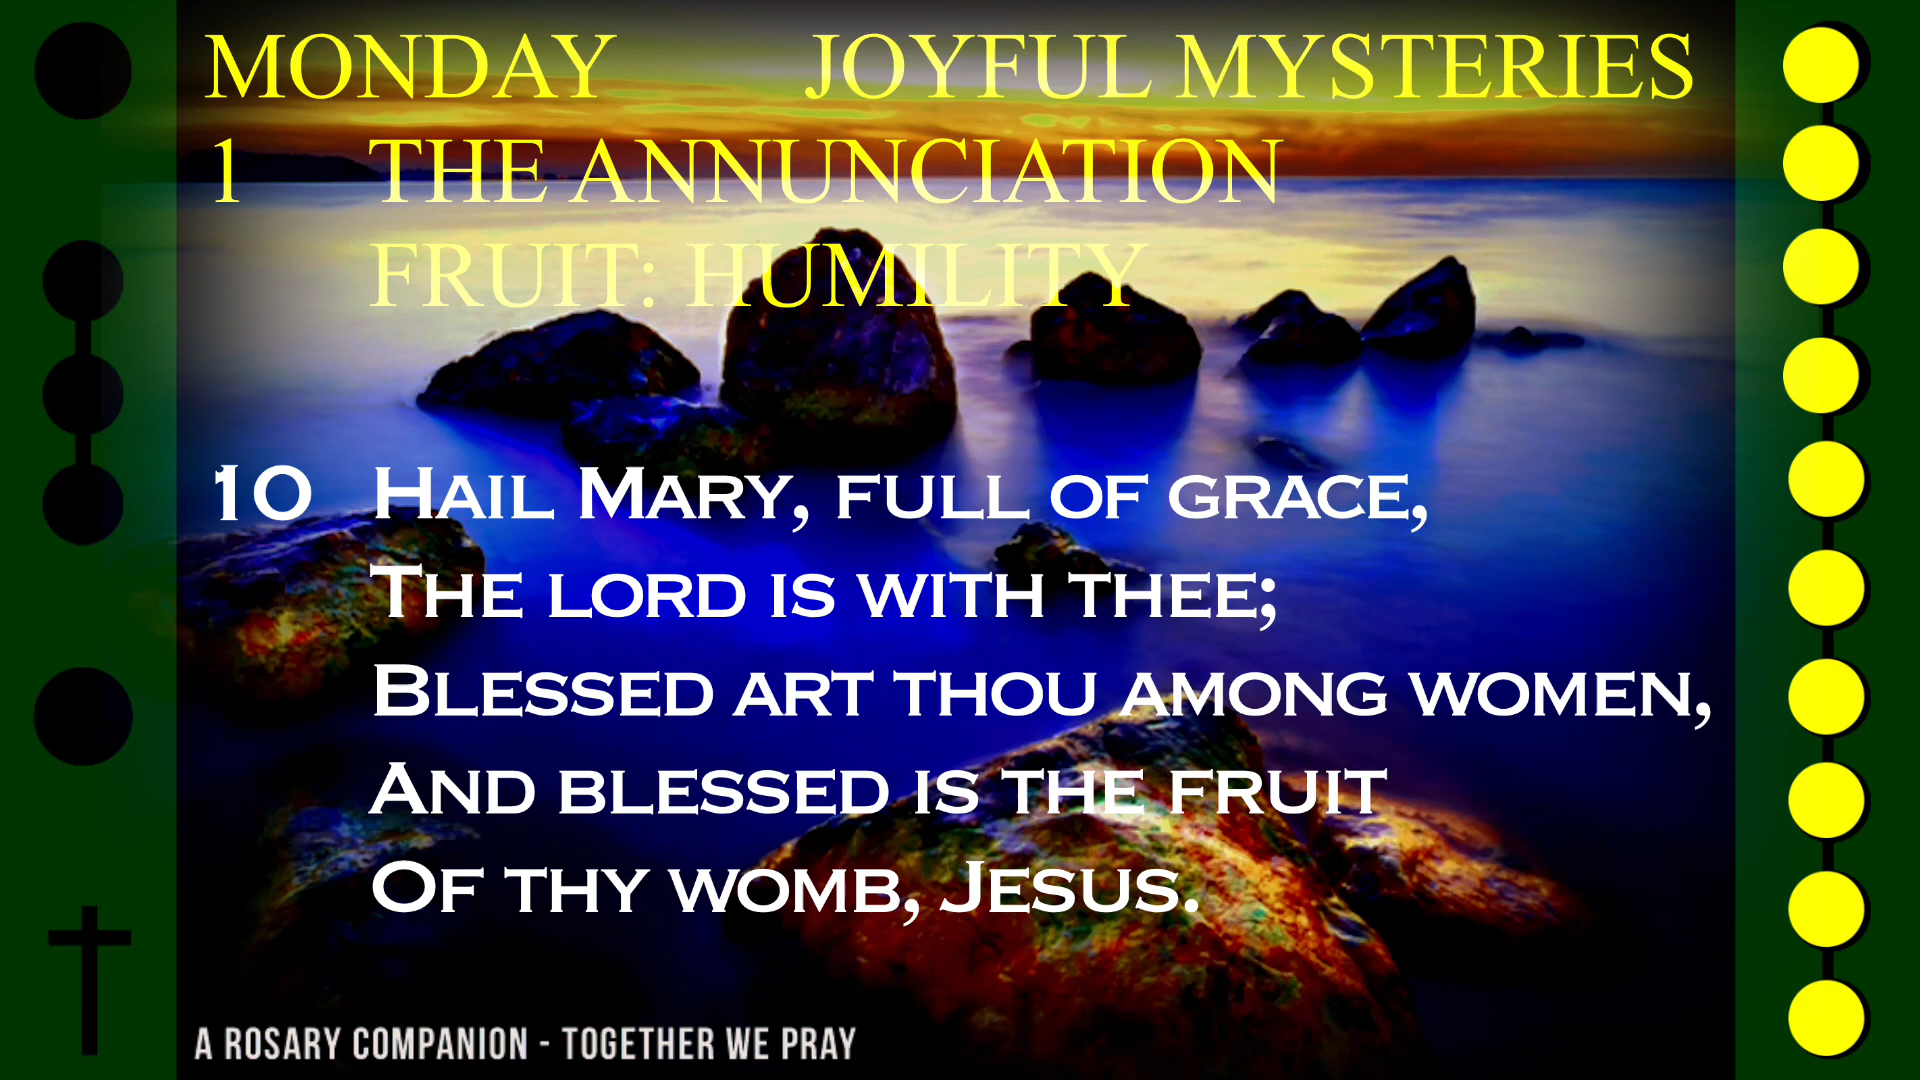 MONDAY JOYFUL MYSTERIES
1 THE ANNUNCIATION
FRUIT: HUMILITY
10 Hail Mary, full of grace,
The lord is with thee;
Blessed art thou among women,
And blessed is the fruit
Of thy womb, Jesus.
A ROSARY COMPANION - TOGETHER WE PRAY